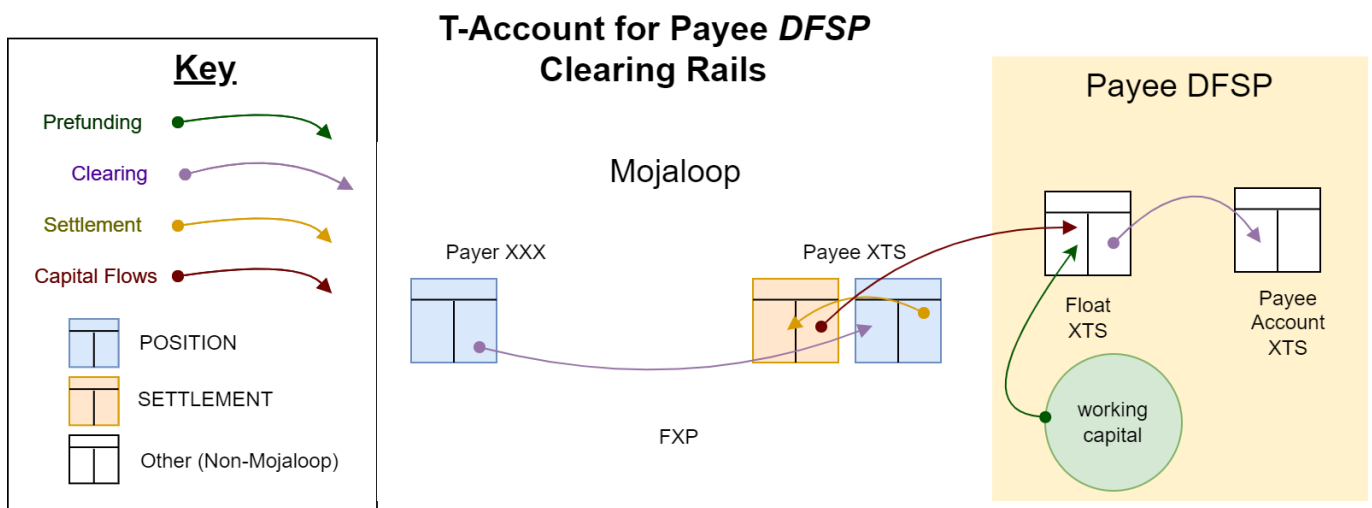 T-Account for Payee DFSP
Clearing Rails
Key
Prefunding
Clearing
Settlement
Capital Flows
POSITION
SETTLEMENT
Other (Non-Mojaloop)
Mojaloop
Payer XXX
Payee XTS
FXP
Payee DFSP
Float
XTS
Payee
Account
XTS
working
capital